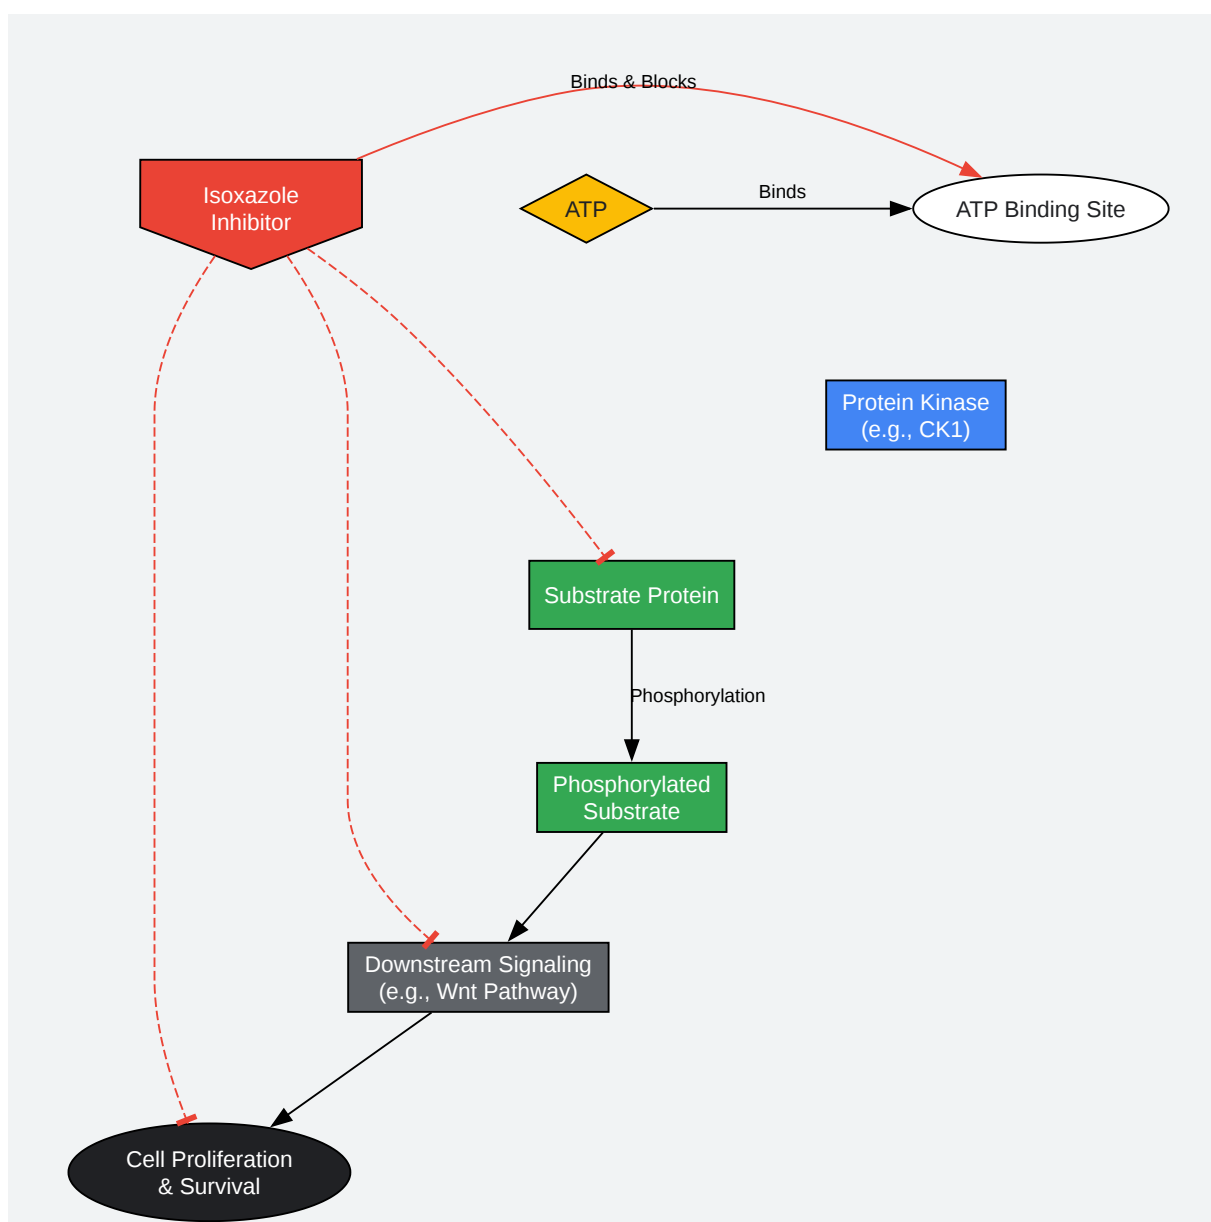 Binds & Blocks
Isoxazole
Inhibitor
ATP
Binds
ATP Binding Site
Protein Kinase
(e.g., CK1)
Substrate Protein
Phosphorylation
Phosphorylated
Substrate
Downstream Signaling
(e.g., Wnt Pathway)
Cell Proliferation
& Survival